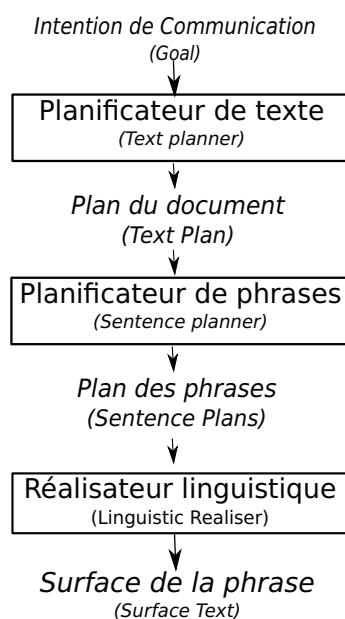 Intention de Communication
(Goal)
Planificateur de texte
(Text planner)
Plan du document
(Text Plan)
Planificateur de phrases
(Sentence planner)
Plan des phrases
(Sentence Plans)
Réalisateur linguistique
(Linguistic Realiser)
Surface de la phrase
(Surface Text)